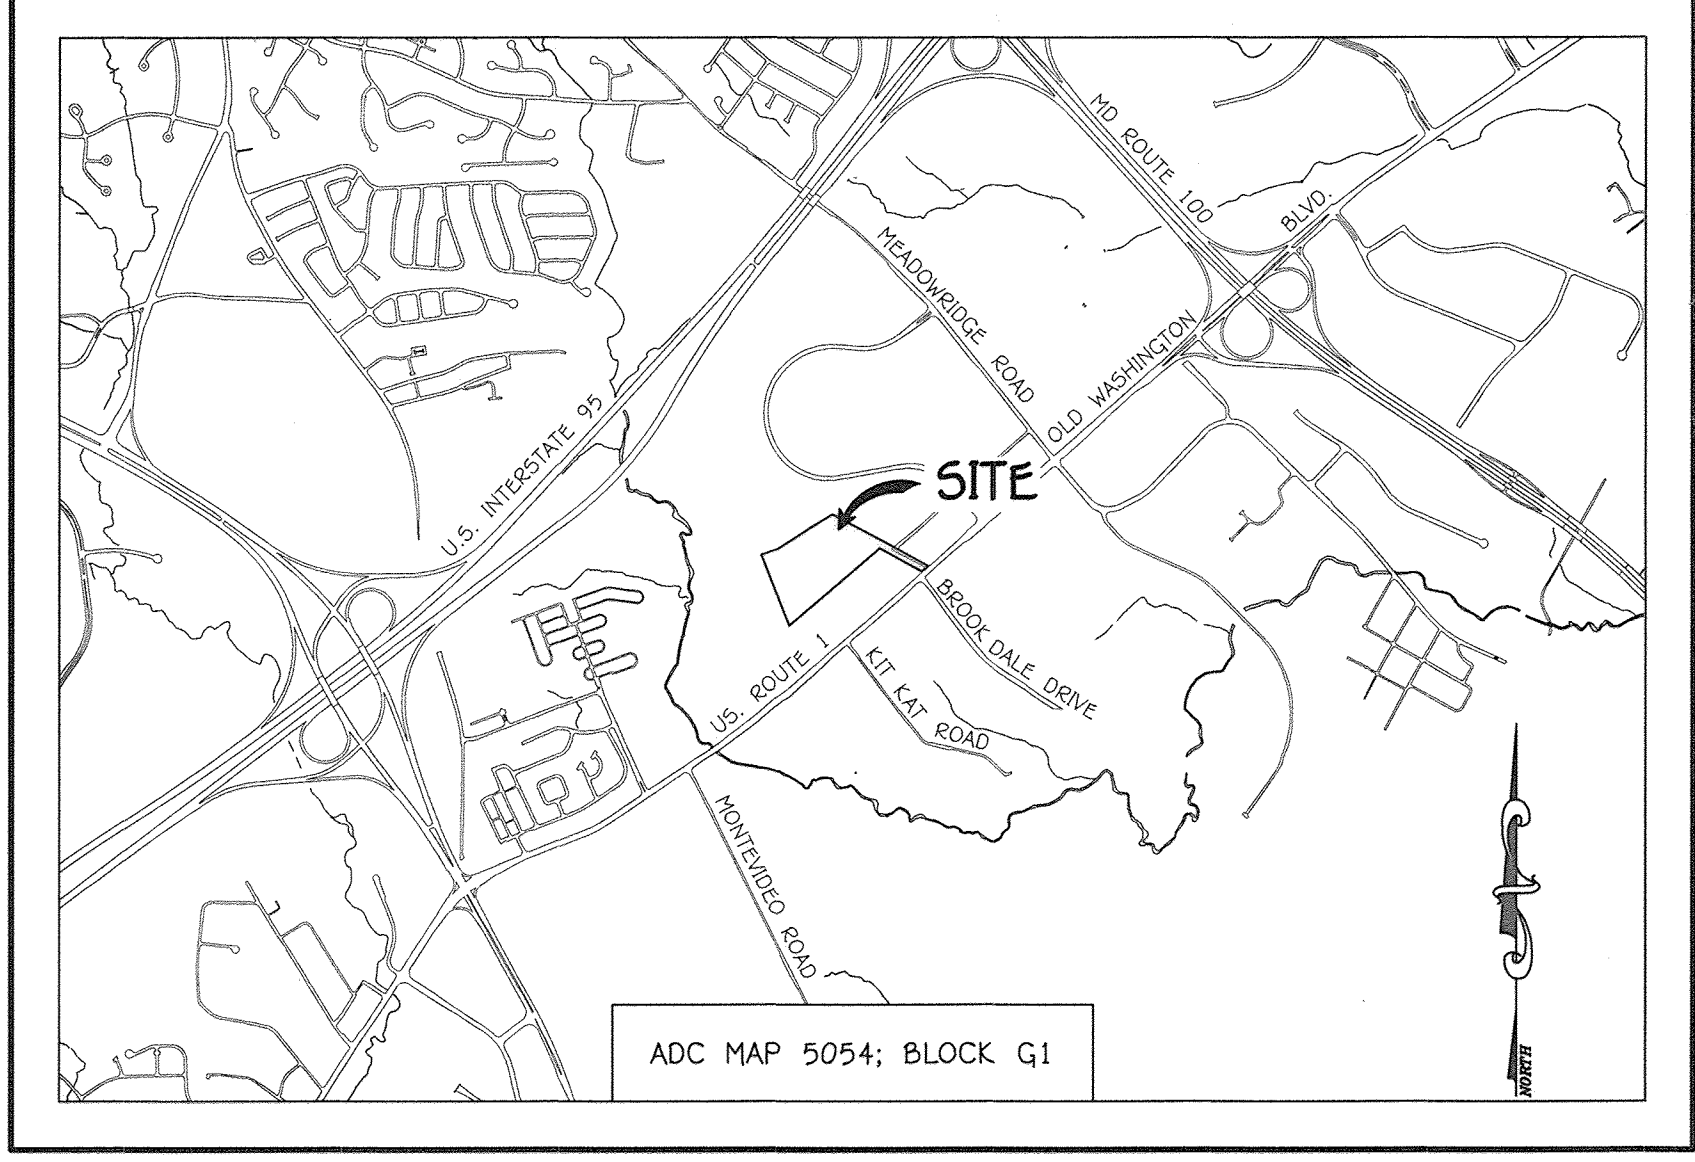 MD ROUTE 100
OLD WASHINGTON BLVD.
MEADOWRIDGE ROAD
U.S. INTERSTATE 95
SITE
BROOK DALE DRIVE
KIT KAT ROAD
US. ROUTE 1
MONTEVIDEO ROAD
ADC MAP 5054; BLOCK G1
NORTH